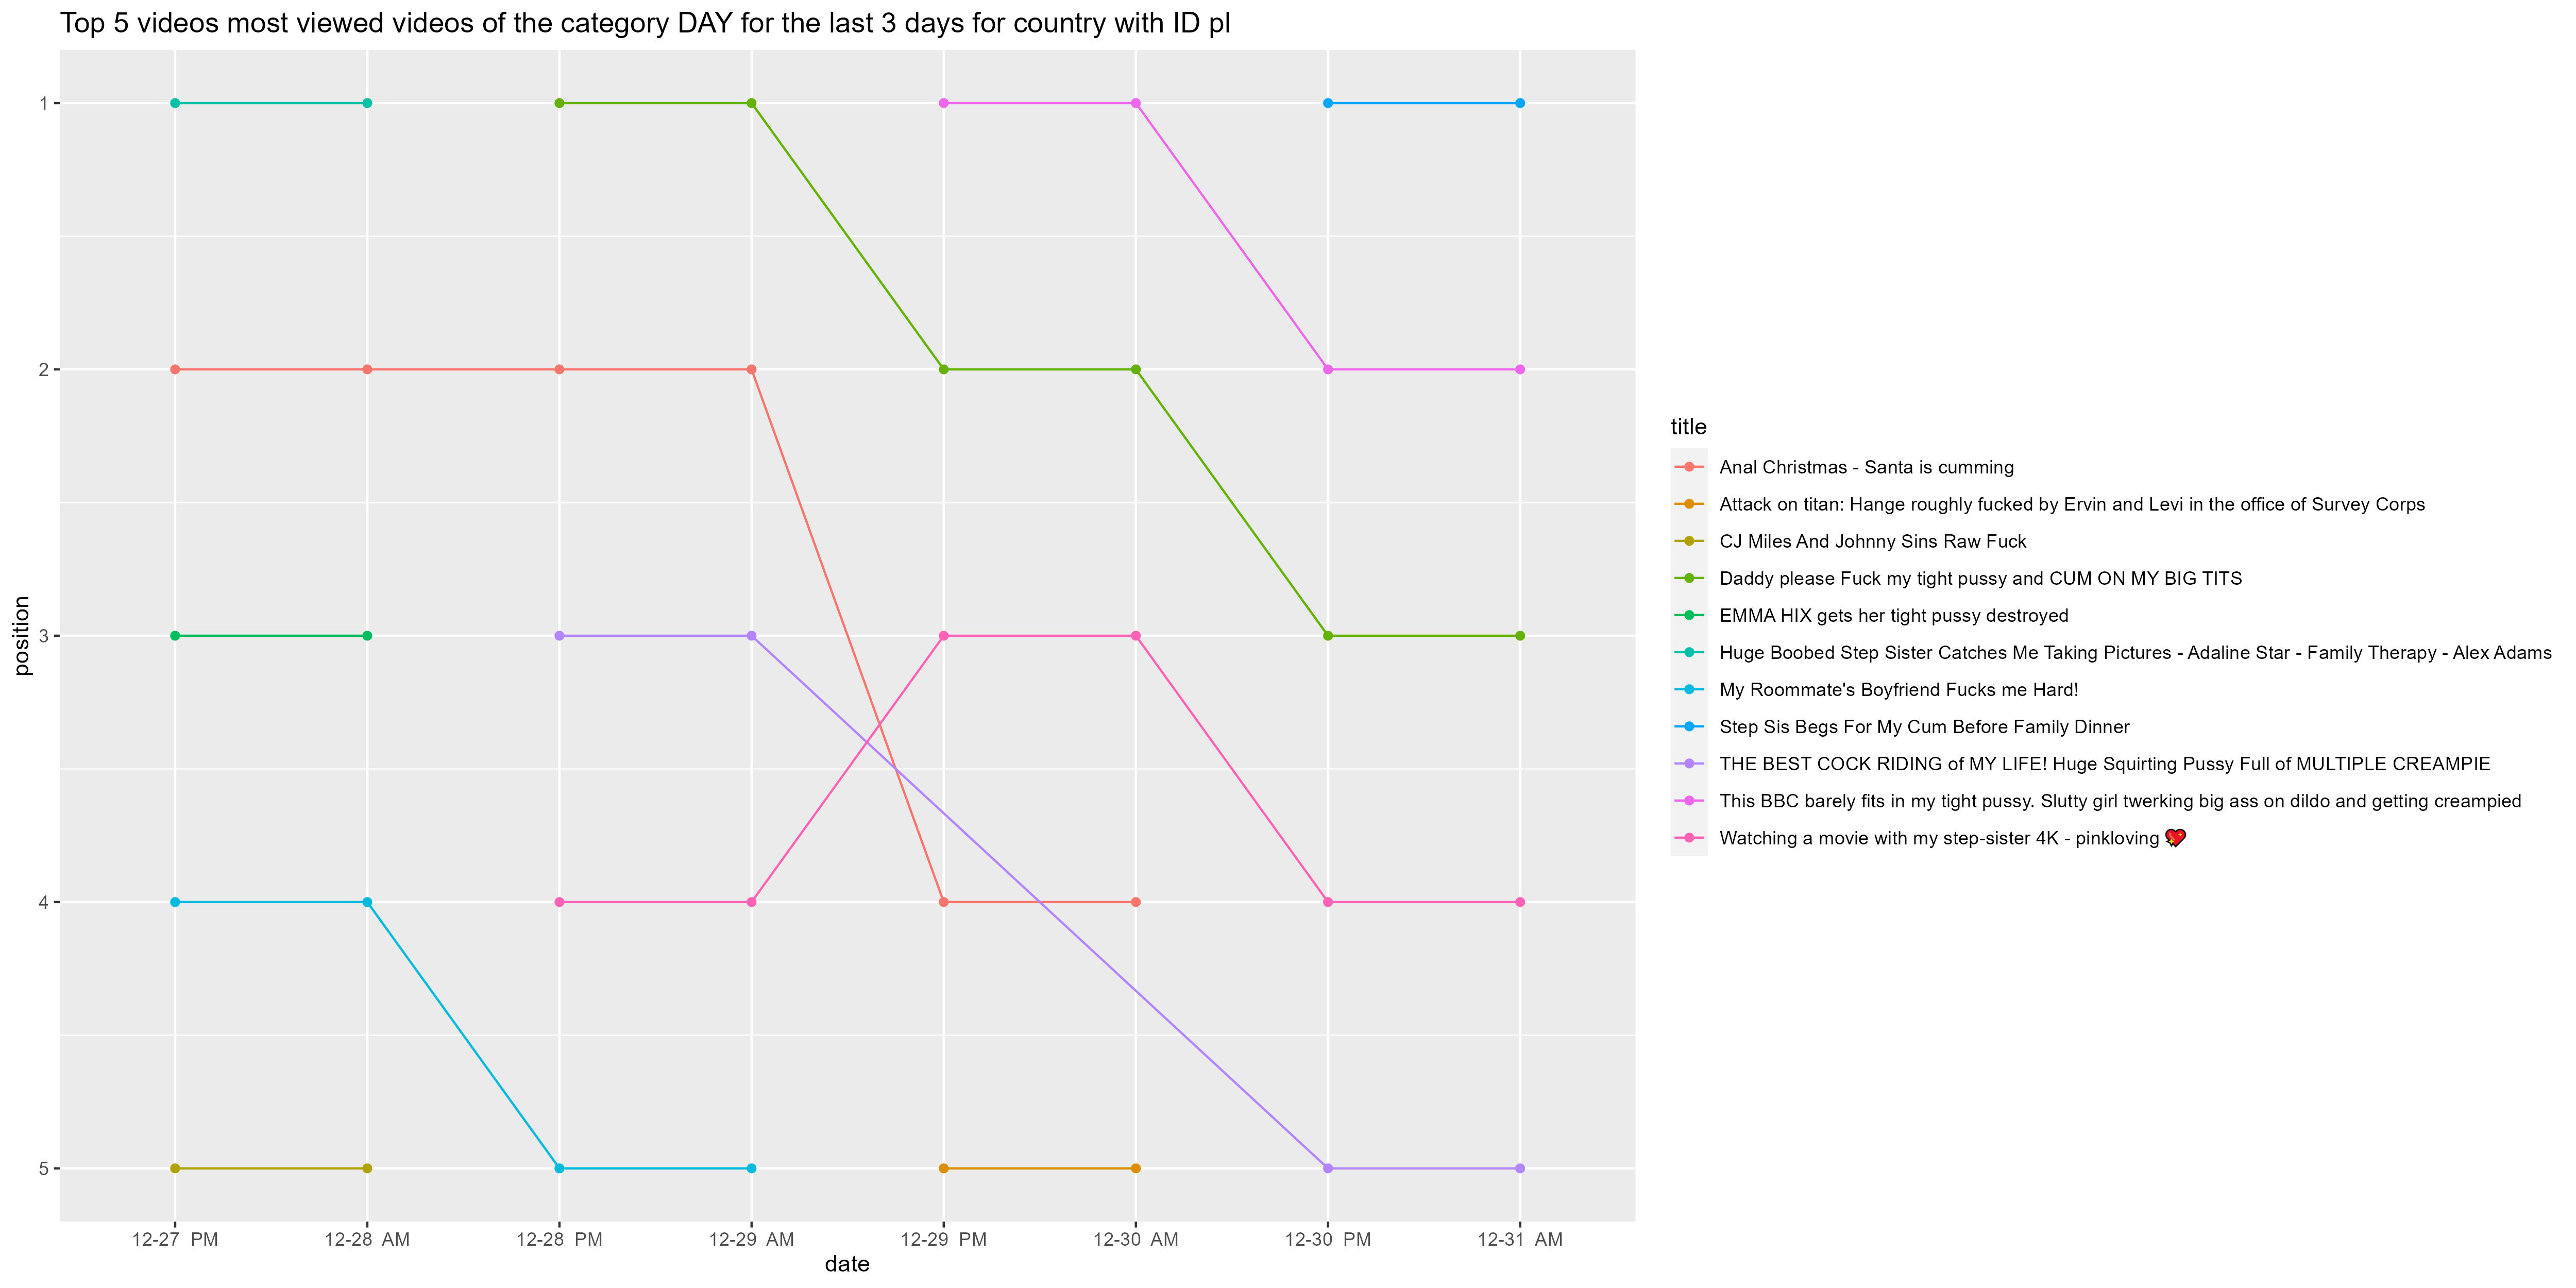 Top 5 videos most viewed videos of the category DAY for the last 3 days for country with ID pl
position
1
2
3
4
5
12-27 PM
12-28 AM
12-28 PM
12-29 AM
12-29 PM
12-30 AM
12-30 PM
12-31 AM
date
title
Anal Christmas - Santa is cumming
Attack on titan: Hange roughly fucked by Ervin and Levi in the office of Survey Corps
CJ Miles And Johnny Sins Raw Fuck
Daddy please Fuck my tight pussy and CUM ON MY BIG TITS
EMMA HIX gets her tight pussy destroyed
Huge Boobed Step Sister Catches Me Taking Pictures - Adaline Star - Family Therapy - Alex Adams
My Roommate's Boyfriend Fucks me Hard!
Step Sis Begs For My Cum Before Family Dinner
THE BEST COCK RIDING of MY LIFE! Huge Squirting Pussy Full of MULTIPLE CREAMPIE
This BBC barely fits in my tight pussy. Slutty girl twerking big ass on dildo and getting creampied
Watching a movie with my step-sister 4K - pinkloving 💖